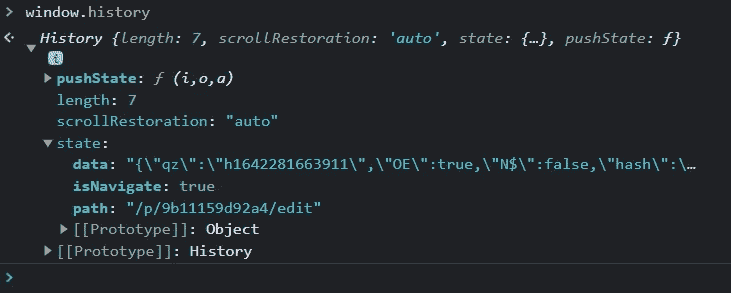 > window.history
History {length: 7, scrollRestoration: 'auto', state: {…}, pushState: ƒ}
i
pushState: ƒ (i,o,a)
length: 7
scrollRestoration: "auto"
state:
data: "{\"qz\":\"h1642281663911\",\"OE\":true,\"N$\":false,\"hash\":\…
isNavigate: true
path: "/p/9b11159d92a4/edit"
[[Prototype]]: Object
[[Prototype]]: History
>